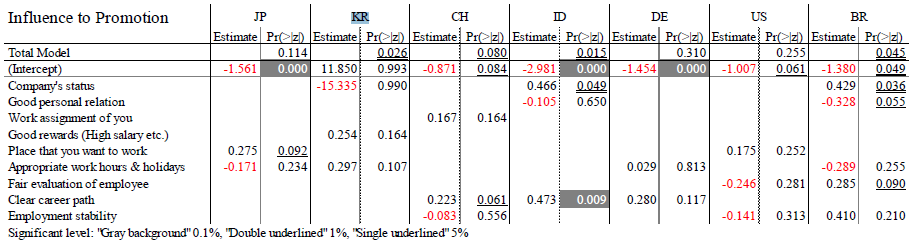 Influence to Promotion JP KR CH ID DE US BR
Estimate Pr(>|z|) Estimate Pr(>|z|) Estimate Pr(>|z|) Estimate Pr(>|z|) Estimate Pr(>|z|) Estimate Pr(>|z|) Estimate Pr(>|z|)
Total Model 0.114 0.026 0.080 0.015 0.310 0.255 0.045
(Intercept) -1.561 0.000 11.850 0.993 -0.871 0.084 -2.981 0.000 -1.454 0.000 -1.007 0.061 -1.380 0.049
Company's status -15.335 0.990 0.466 0.049 0.429 0.036
Good personal relation -0.105 0.650 -0.328 0.055
Work assignment of you 0.167 0.164
Good rewards (High salary etc.) 0.254 0.164
Place that you want to work 0.275 0.092 0.175 0.252
Appropriate work hours & holidays -0.171 0.234 0.297 0.107 0.029 0.813 -0.289 0.255
Fair evaluation of employee -0.246 0.281 0.285 0.090
Clear career path 0.223 0.061 0.473 0.009 0.280 0.117
Employment stability -0.083 0.556 -0.141 0.313 0.410 0.210
Significant level: "Gray background" 0.1%, "Double underlined" 1%, "Single underlined" 5%